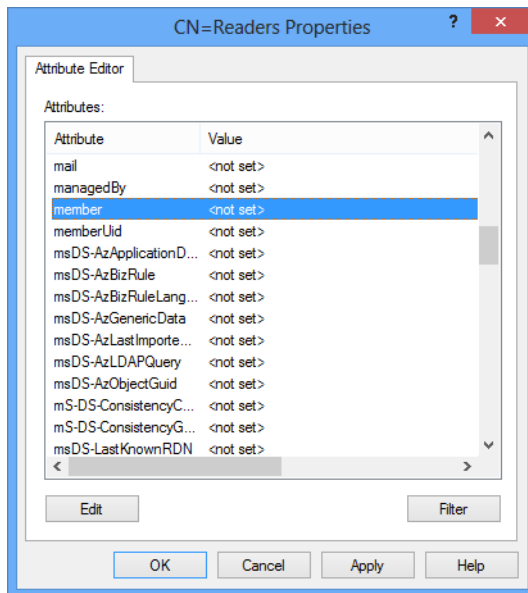 CN=Readers Properties
?
×
Attribute Editor
Attributes:
Attribute Value
mail <not set>
managedBy <not set>
member <not set>
memberUid <not set>
msDS-AzApplicationD... <not set>
msDS-AzBizRule <not set>
msDS-AzBizRuleLang... <not set>
msDS-AzGenericData <not set>
msDS-AzLastImporte... <not set>
msDS-AzLDAPQuery <not set>
msDS-AzObjectGuid <not set>
mS-DS-ConsistencyC... <not set>
mS-DS-ConsistencyG... <not set>
msDS-LastKnownRDN <not set>
Edit Filter
OK Cancel Apply Help